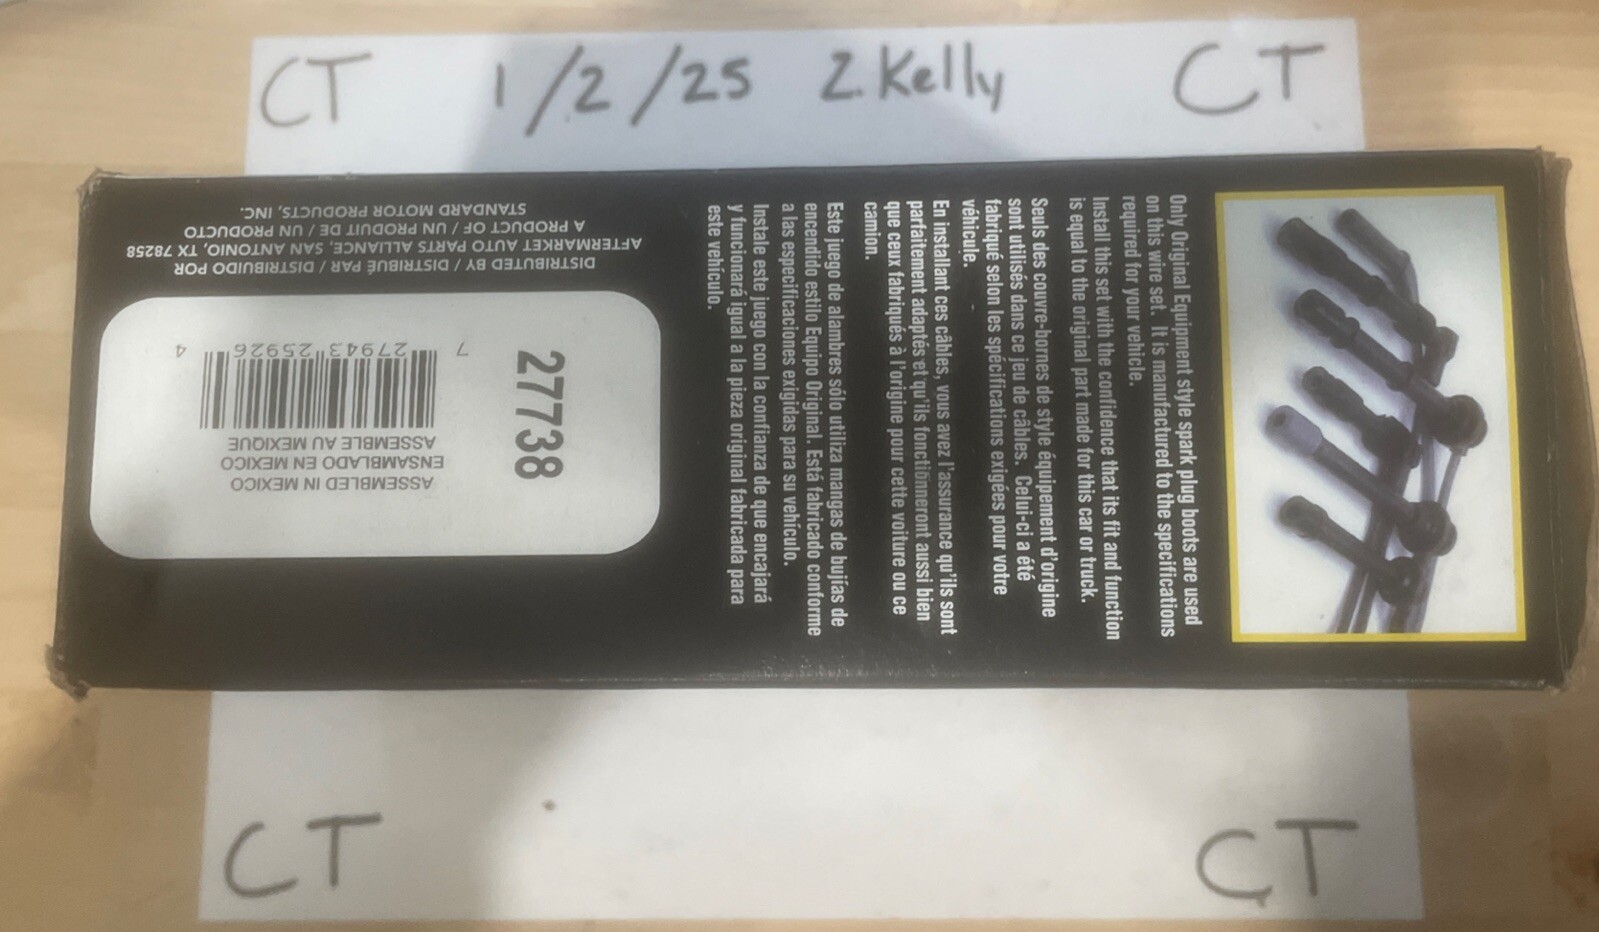 CT 1/2/25 Z. Kelly CT
Only Original Equipment style spark plug boots are used
on this wire set. It is manufactured to the specifications
required for your vehicle.
Install this set with the confidence that its fit and function
is equal to the original part made for this car or truck.
Seuls des couvre-bornes de style équipement d'origine
sont utilisés dans ce jeu de câbles. Celui-ci a été
fabriqué selon les spécifications exigées pour votre
véhicule.
En installant ces câbles, vous avez l'assurance qu'ils sont
parfaitement adaptés et qu'ils fonctionneront aussi bien
que ceux fabriqués à l'origine pour cette voiture ou ce
camion.
Este juego de alambres sólo utiliza mangas de bujías de
encendido estilo Equipo Original. Está fabricado conforme
a las especificaciones exigidas para su vehículo.
Instale este juego con la confianza de que encajará
y funcionará igual a la pieza original fabricada para
este vehículo.
27738
ASSEMBLED IN MEXICO
ENSAMBLADO EN MEXICO
ASSEMBLE AU MEXIQUE
7 27943 25926 4
DISTRIBUTED BY / DISTRIBUÉ PAR / DISTRIBUIDO POR
AFTERMARKET AUTO PARTS ALLIANCE, SAN ANTONIO, TX 78258
A PRODUCT OF / UN PRODUIT DE / UN PRODUCTO
STANDARD MOTOR PRODUCTS, INC.
CT CT